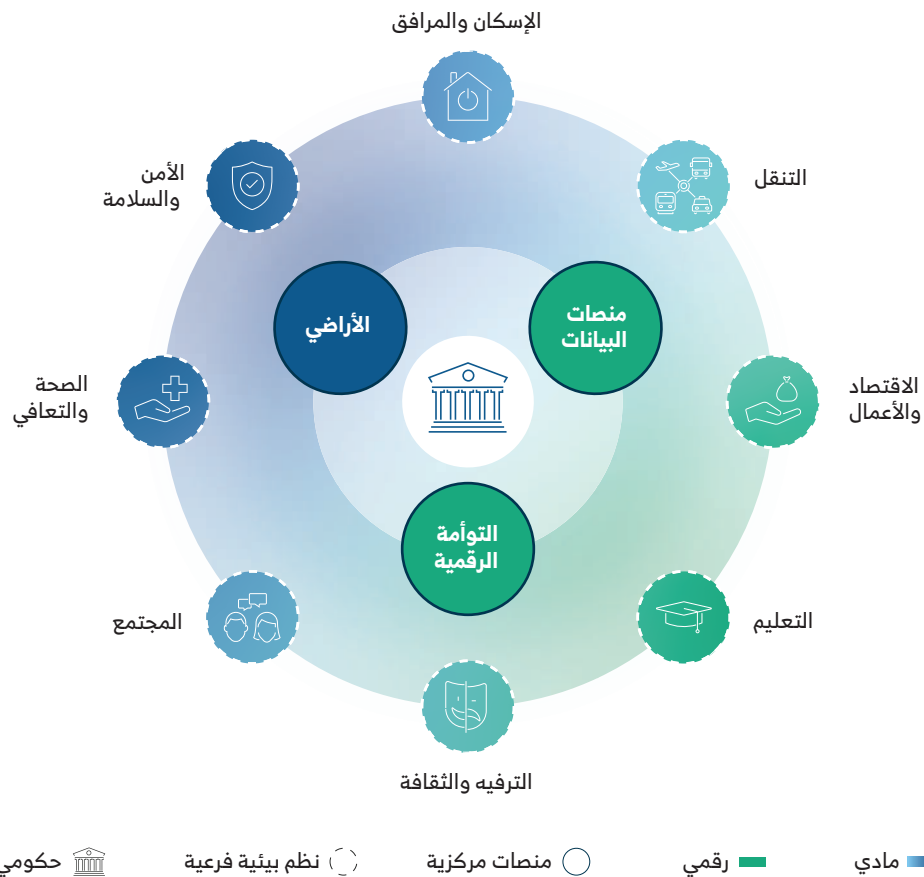 الإسكان والمرافق
التنقل
الأمن
والسلامة
منصات
البيانات
الأراضي
الاقتصاد
والأعمال
الصحة
والتعافي
التوأمة
الرقمية
التعليم
المجتمع
الترفيه والثقافة
مادي
رقمي
منصات مركزية
نظم بيئية فرعية
حكومي